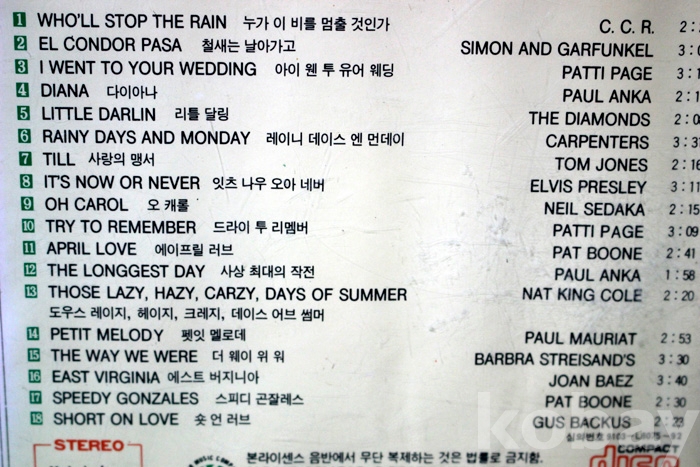 1 WHO'LL STOP THE RAIN 누가 이 비를 멈출 것인가 C. C. R.
2 EL CONDOR PASA 철새는 날아가고 SIMON AND GARFUNKEL
3 I WENT TO YOUR WEDDING 아이 웬 투 유어 웨딩 PATTI PAGE
4 DIANA 다이아나 PAUL ANKA
5 LITTLE DARLIN 리틀 달링 THE DIAMONDS
6 RAINY DAYS AND MONDAY 레이니 데이스 엔 먼데이 CARPENTERS
7 TILL 사랑의 맹서 TOM JONES 2:16
8 IT'S NOW OR NEVER 잇츠 나우 오아 네버 ELVIS PRESLEY 3:11
9 OH CAROL 오 캐롤 NEIL SEDAKA 2:15
10 TRY TO REMEMBER 드라이 투 리멤버 PATTI PAGE 3:09
11 APRIL LOVE 에이프릴 러브 PAT BOONE 2:41
12 THE LONGGEST DAY 사상 최대의 작전 PAUL ANKA 1:58
13 THOSE LAZY, HAZY, CARZY, DAYS OF SUMMER NAT KING COLE 2:20
도우스 레이지, 헤이지, 크레지, 데이스 어브 썸머
14 PETIT MELODY 펫잇 멜로데 PAUL MAURIAT 2:53
15 THE WAY WE WERE 더 웨이 위 워 BARBRA STREISAND'S 3:30
16 EAST VIRGINIA 에스트 버지니아 JOAN BAEZ 3:40
17 SPEEDY GONZALES 스피디 곤잘레스 PAT BOONE 2:30
18 SHORT ON LOVE 숏 언 러브 GUS BACKUS 2:23
심의번호
STEREO
본라이센스 음반에서 무단 복제하는 것은 법률로 금지함.
COMPACT
disc
kobay